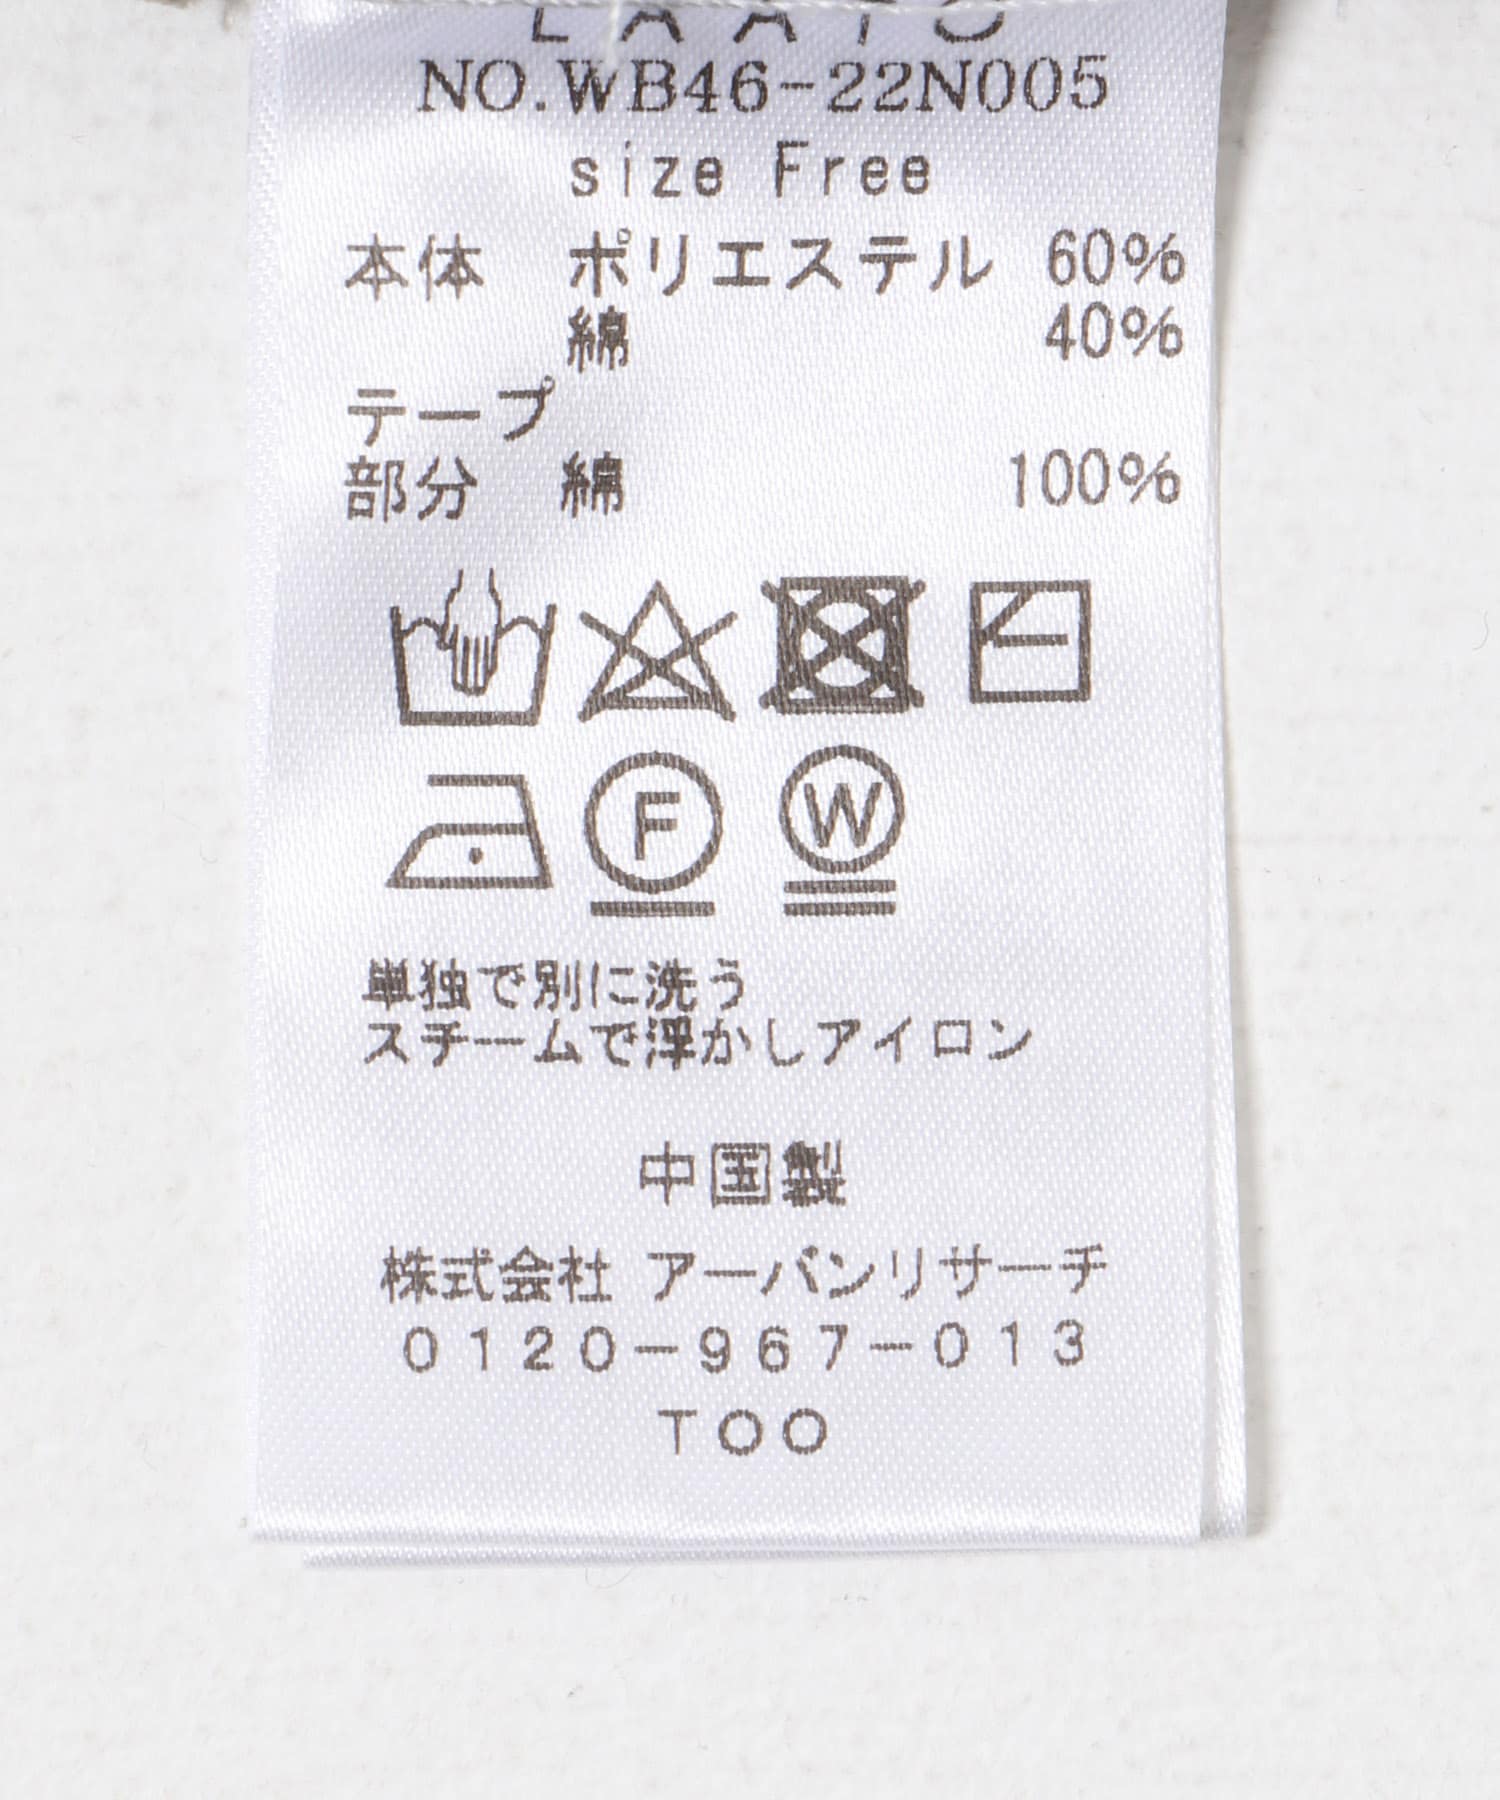 NO.WB46-22N005
size Free
本体 ポリエステル 60%
綿 40%
テープ
部分 綿 100%
F
W
単独で別に洗う
スチームで浮かしアイロン
中国製
株式会社 アーバンリサーチ
0120-967-013
TOO